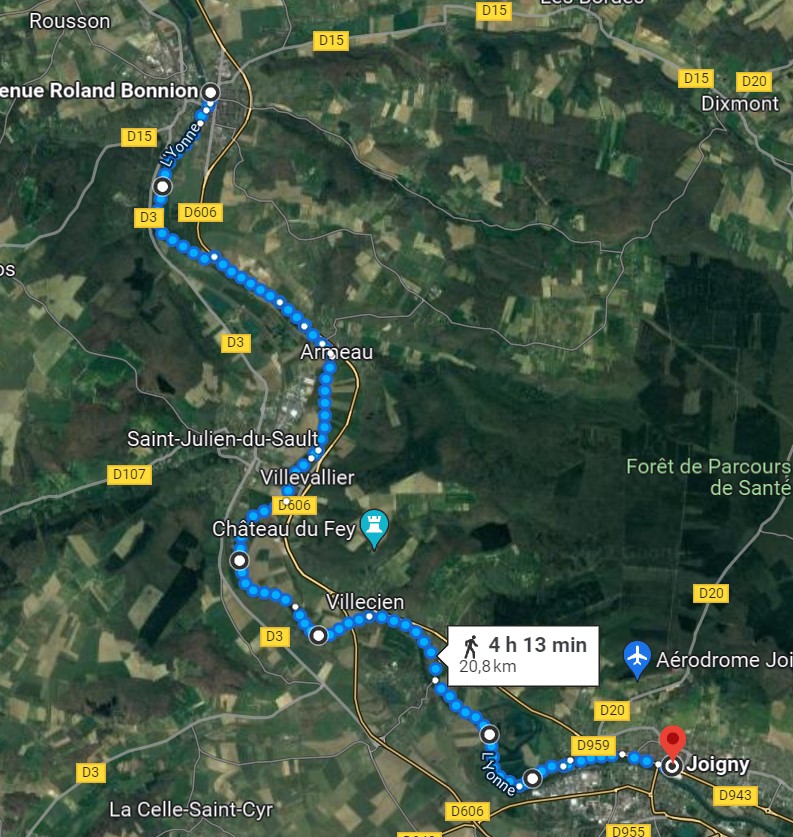 Les Bordes
D15
Rousson
D15
D15
D20
enue Roland Bonnion
Dixmont
D15
L'Yonne
D3
D606
os
D3
Armeau
Saint-Julien-du-Sault
D107
Villevallier
Forêt de Parcours
de Santé
D606
Château du Fey
D20
Villecien
D3
4 h 13 min
20,8 km
Aérodrome Joi
D20
D959
L'Yonne
Joigny
D3
D943
La Celle-Saint-Cyr
D606
D955